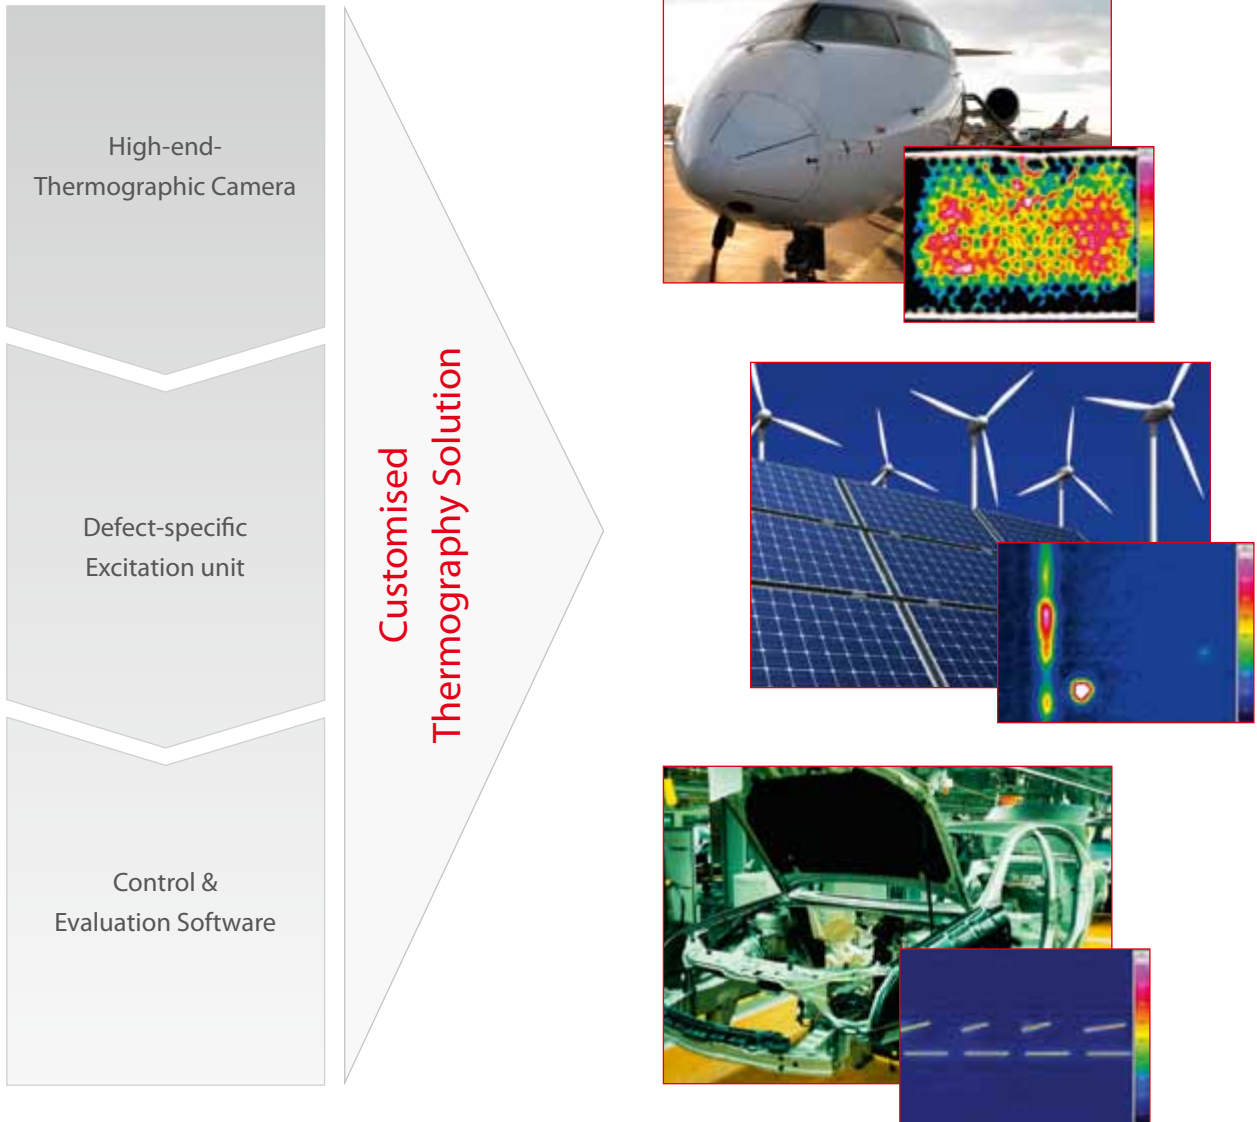 High-end-
Thermographic Camera
Defect-specific
Excitation unit
Control &
Evaluation Software
Customised
Thermography Solution